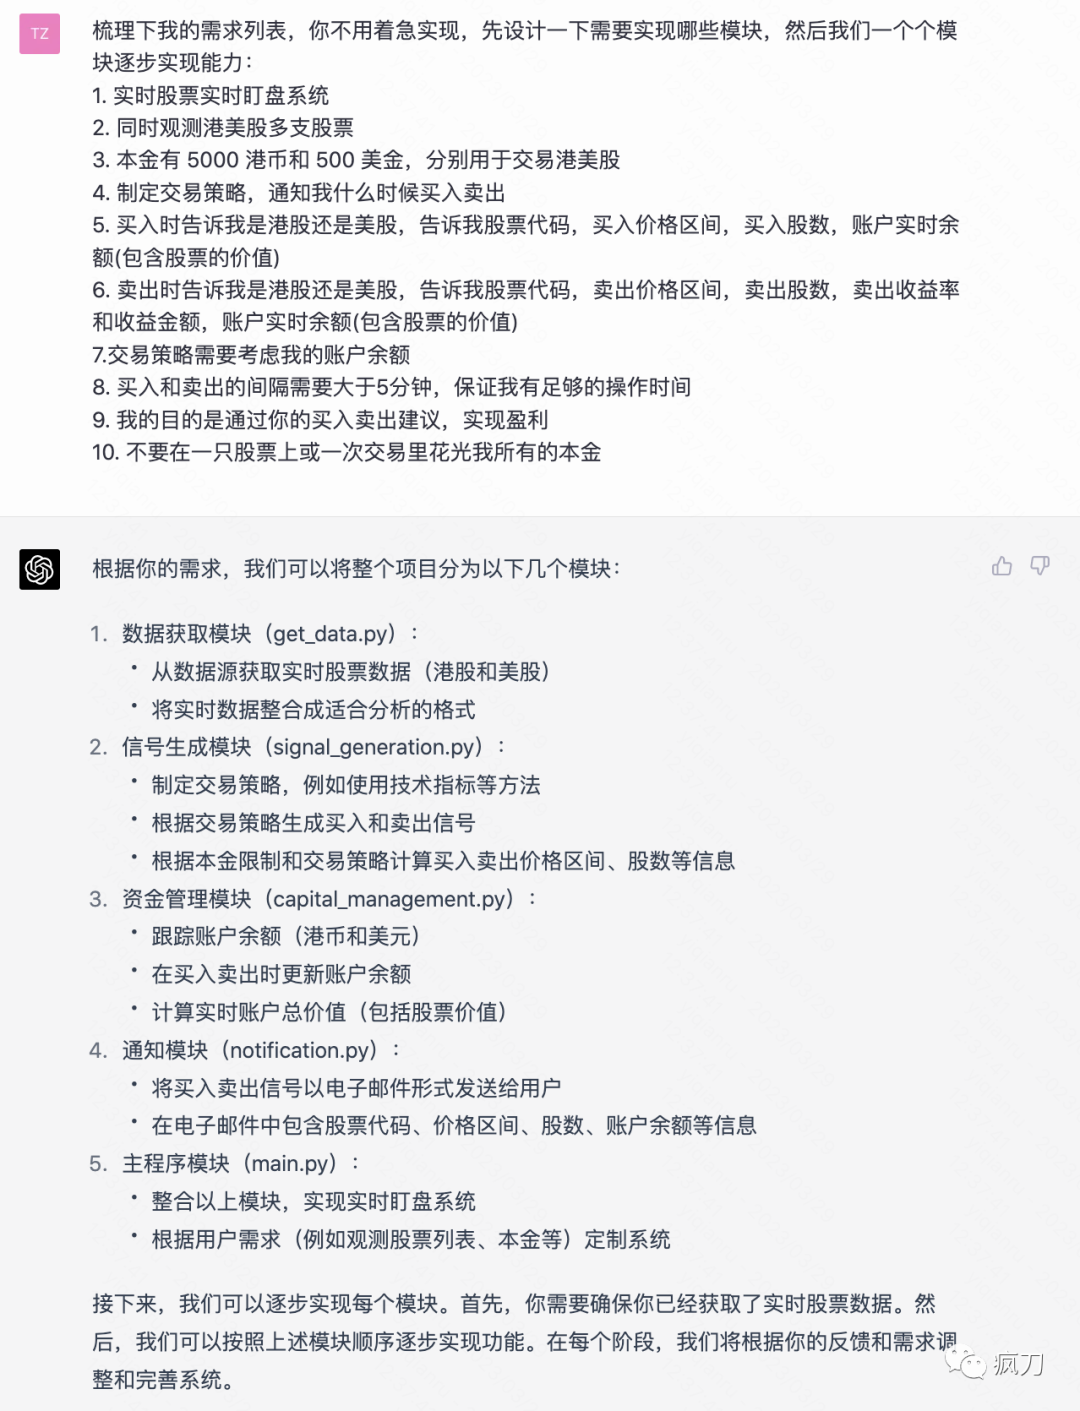 TZ
梳理下我的需求列表，你不用着急实现，先设计一下需要实现哪些模块，然后我们一个个模
块逐步实现能力：
1. 实时股票实时盯盘系统
2. 同时观测港美股多支股票
3. 本金有 5000 港币和 500 美金，分别用于交易港美股
4. 制定交易策略，通知我什么时候买入卖出
5. 买入时告诉我是港股还是美股，告诉我股票代码，买入价格区间，买入股数，账户实时余
额(包含股票的价值)
6. 卖出时告诉我是港股还是美股，告诉我股票代码，卖出价格区间，卖出股数，卖出收益率
和收益金额，账户实时余额(包含股票的价值)
7.交易策略需要考虑我的账户余额
8. 买入和卖出的间隔需要大于5分钟，保证我有足够的操作时间
9. 我的目的是通过你的买入卖出建议，实现盈利
10. 不要在一只股票上或一次交易里花光我所有的本金
根据你的需求，我们可以将整个项目分为以下几个模块：
1. 数据获取模块（get_data.py）：
• 从数据源获取实时股票数据（港股和美股）
• 将实时数据整合成适合分析的格式
2. 信号生成模块（signal_generation.py）：
• 制定交易策略，例如使用技术指标等方法
• 根据交易策略生成买入和卖出信号
• 根据本金限制和交易策略计算买入卖出价格区间、股数等信息
3. 资金管理模块（capital_management.py）：
• 跟踪账户余额（港币和美元）
• 在买入卖出时更新账户余额
• 计算实时账户总价值（包括股票价值）
4. 通知模块（notification.py）：
• 将买入卖出信号以电子邮件形式发送给用户
• 在电子邮件中包含股票代码、价格区间、股数、账户余额等信息
5. 主程序模块（main.py）：
• 整合以上模块，实现实时盯盘系统
• 根据用户需求（例如观测股票列表、本金等）定制系统
接下来，我们可以逐步实现每个模块。首先，你需要确保你已经获取了实时股票数据。然
后，我们可以按照上述模块顺序逐步实现功能。在每个阶段，我们将根据你的反馈和需求调
整和完善系统。
疯刀